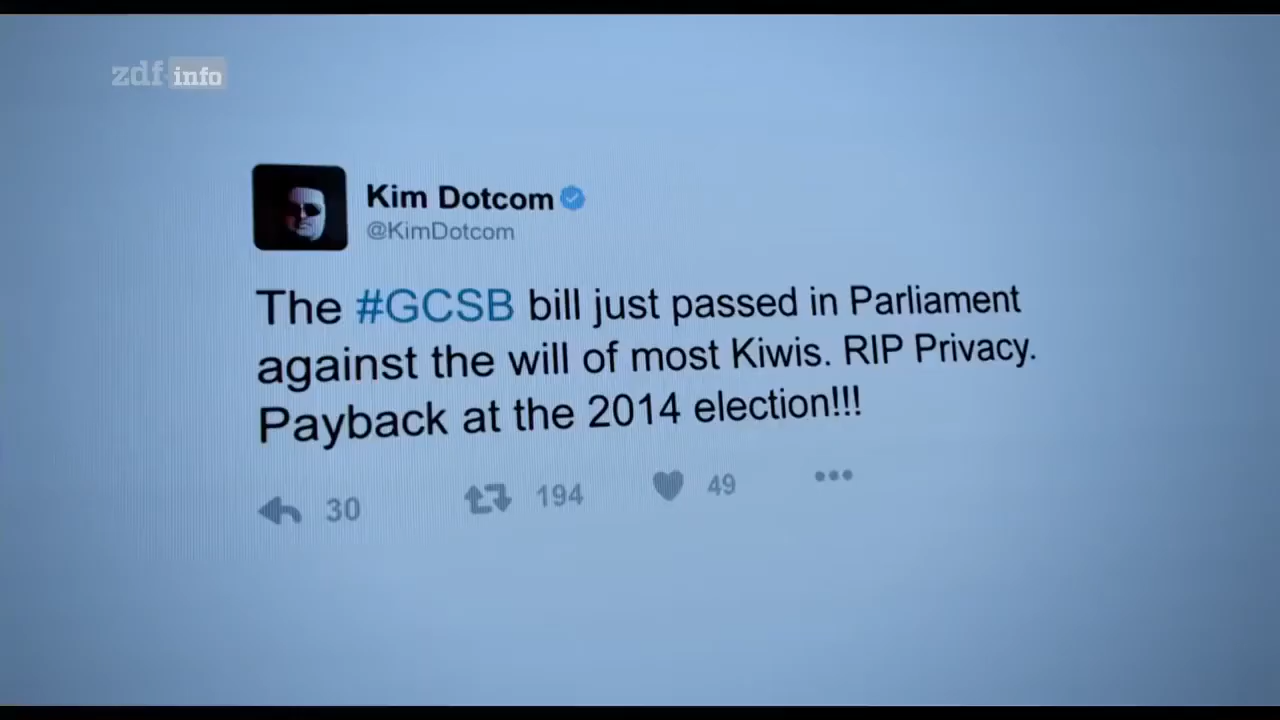 zdf info
Kim Dotcom
@KimDotcom
The #GCSB bill just passed in Parliament
against the will of most Kiwis. RIP Privacy.
Payback at the 2014 election!!!
30 194 49